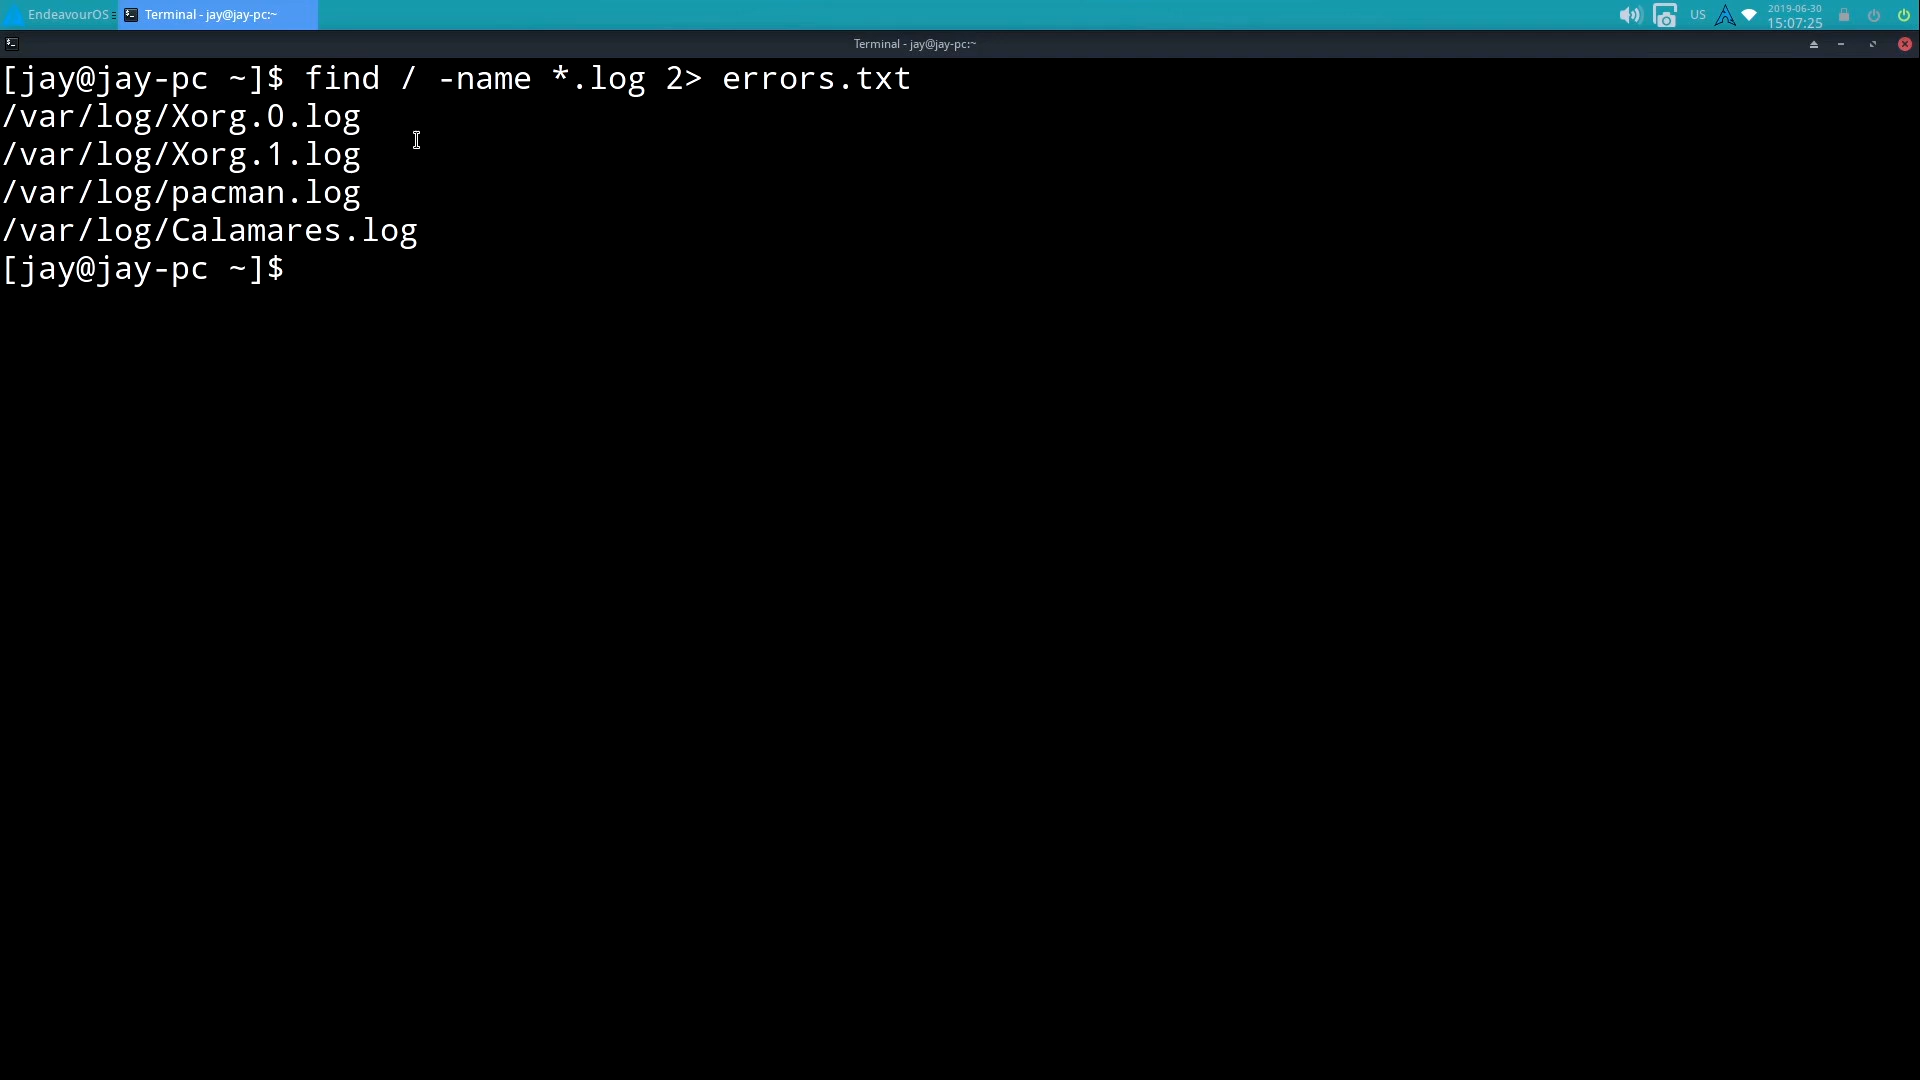 EndeavourOS
Terminal - jay@jay-pc:~
US
2019-06-30
15:07:25
Terminal - jay@jay-pc:~
[jay@jay-pc ~]$ find / -name *.log 2> errors.txt
/var/log/Xorg.0.log
/var/log/Xorg.1.log
/var/log/pacman.log
/var/log/Calamares.log
[jay@jay-pc ~]$